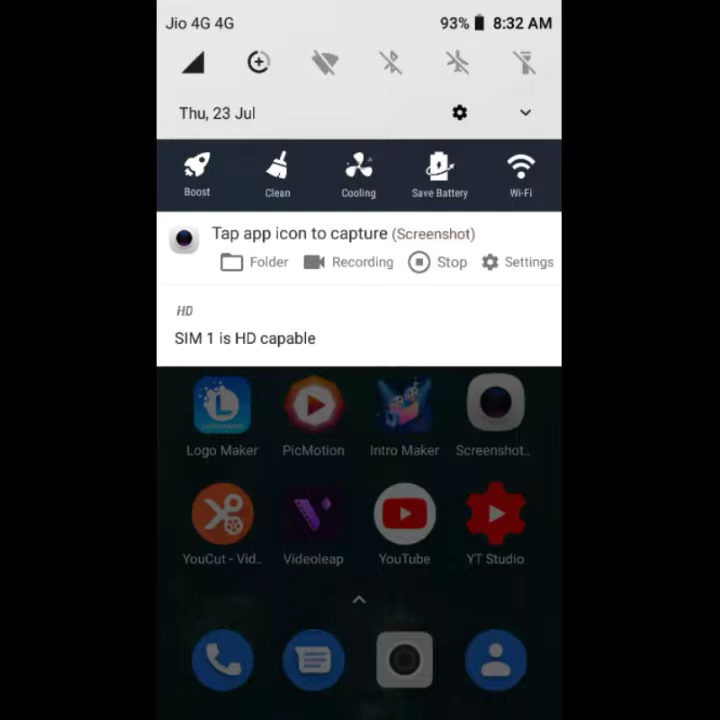 Jio 4G 4G 93% 8:32 AM
Thu, 23 Jul
Boost Clean Cooling Save Battery Wi-Fi
Tap app icon to capture (Screenshot)
Folder Recording Stop Settings
HD
SIM 1 is HD capable
Logo Maker PicMotion Intro Maker Screenshot..
YouCut - Vid.. Videoleap YouTube YT Studio